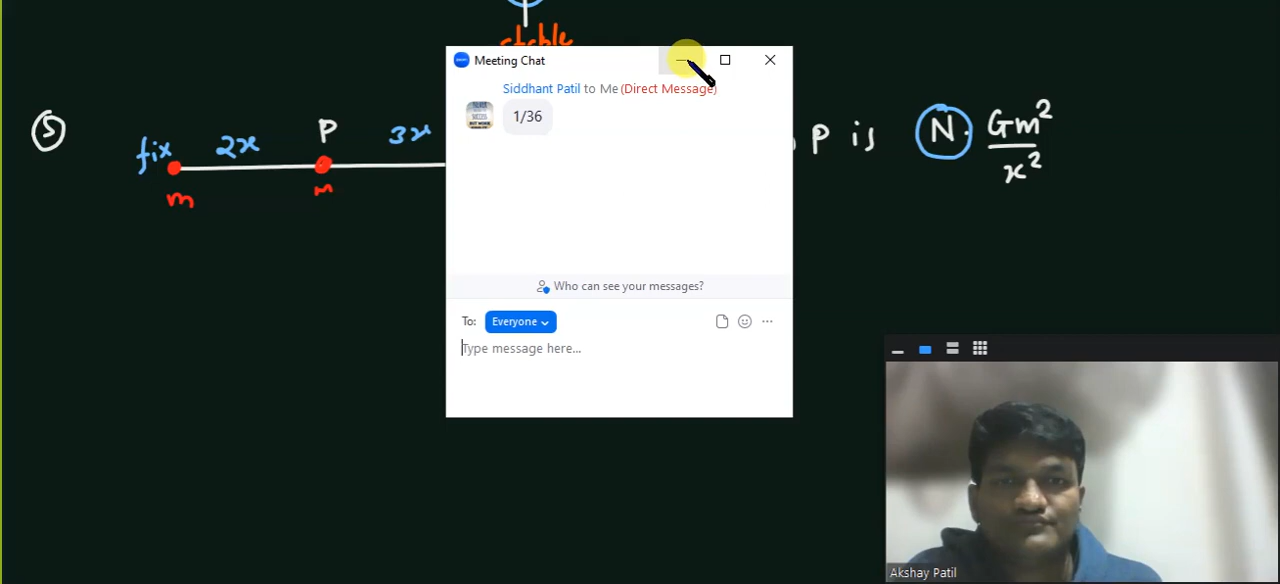 stable
Meeting Chat
Siddhant Patil to Me (Direct Message)
1/36
5 fix 2x P 3x
m m
P is N. Gm²
x²
Who can see your messages?
To: Everyone
Type message here...
Akshay Patil